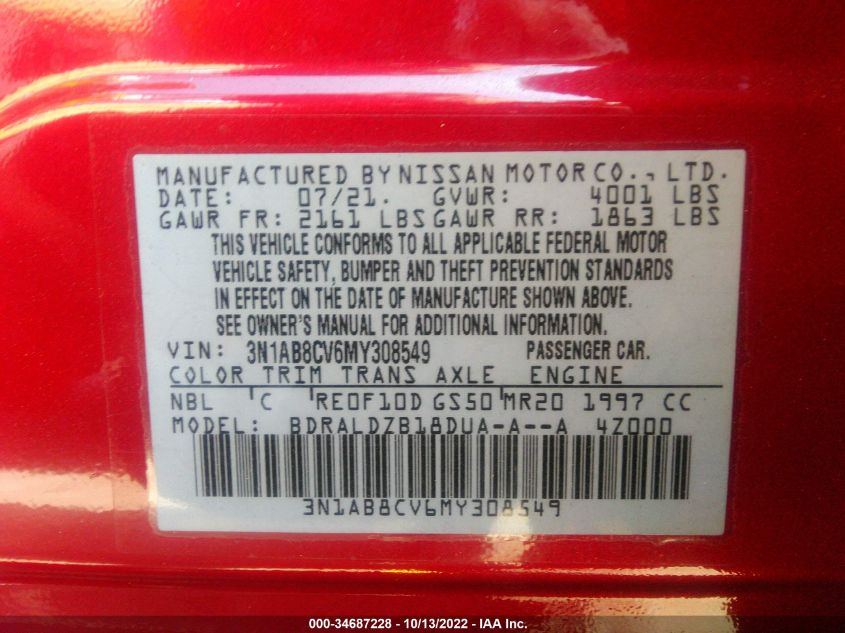 MANUFACTURED BY NISSAN MOTOR CO., LTD.
DATE: 07/21. GVWR: 4001 LBS
GAWR FR: 2161 LBS GAWR RR: 1863 LBS
THIS VEHICLE CONFORMS TO ALL APPLICABLE FEDERAL MOTOR
VEHICLE SAFETY, BUMPER AND THEFT PREVENTION STANDARDS
IN EFFECT ON THE DATE OF MANUFACTURE SHOWN ABOVE.
SEE OWNER'S MANUAL FOR ADDITIONAL INFORMATION.
VIN: 3N1AB8CV6MY308549 PASSENGER CAR.
COLOR TRIM TRANS AXLE ENGINE
NBL C RE0F10D GS50 MR20 1997 CC
MODEL: BDRALDZB18DUA-A--A 4Z000
3N1AB8CV6MY308549
000-34687228 - 10/13/2022 - IAA Inc.